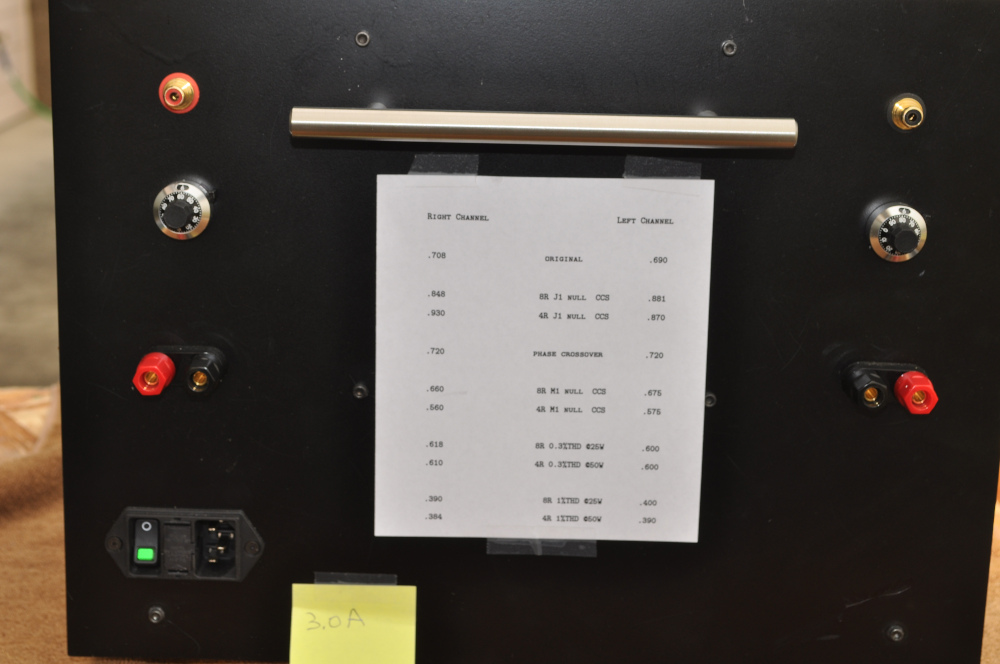 RIGHT CHANNEL LEFT CHANNEL
.708 ORIGINAL .690
.848 8R J1 NULL CCS .881
.930 4R J1 NULL CCS .870
.720 PHASE CROSSOVER .720
.660 8R M1 NULL CCS .675
.560 4R M1 NULL CCS .575
.618 8R 0.3%THD @25W .600
.610 4R 0.3%THD @50W .600
.390 8R 1%THD @25W .400
.384 4R 1%THD @50W .390
3.0A